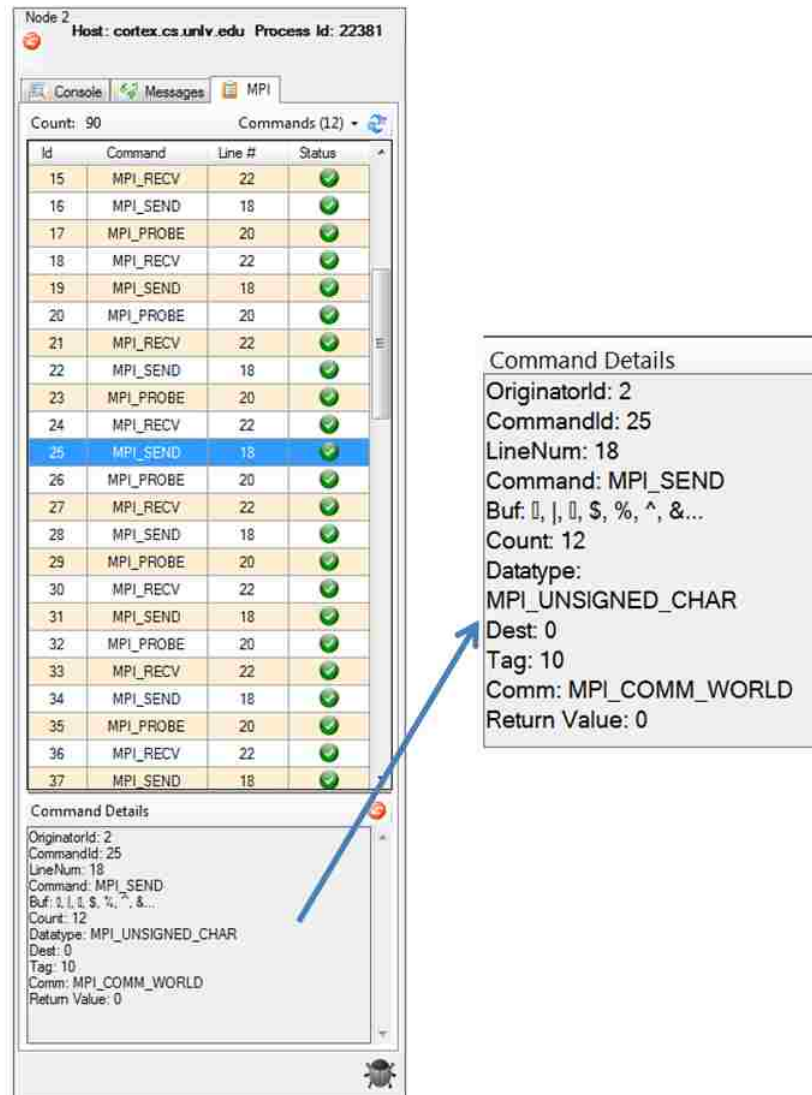 Node 2
Host: cortex.cs.unlv.edu Process Id: 22381
Console Messages MPI
Count: 90 Commands (12)
Id Command Line # Status
15 MPI_RECV 22
16 MPI_SEND 18
17 MPI_PROBE 20
18 MPI_RECV 22
19 MPI_SEND 18
20 MPI_PROBE 20
21 MPI_RECV 22
22 MPI_SEND 18
23 MPI_PROBE 20
24 MPI_RECV 22
25 MPI_SEND 18
26 MPI_PROBE 20
27 MPI_RECV 22
28 MPI_SEND 18
29 MPI_PROBE 20
30 MPI_RECV 22
31 MPI_SEND 18
32 MPI_PROBE 20
33 MPI_RECV 22
34 MPI_SEND 18
35 MPI_PROBE 20
36 MPI_RECV 22
37 MPI_SEND 18
Command Details
OriginatorId: 2
CommandId: 25
LineNum: 18
Command: MPI_SEND
Buf: ▯, |, ▯, $, %, ^, &...
Count: 12
Datatype: MPI_UNSIGNED_CHAR
Dest: 0
Tag: 10
Comm: MPI_COMM_WORLD
Return Value: 0
Command Details
OriginatorId: 2
CommandId: 25
LineNum: 18
Command: MPI_SEND
Buf: ▯, |, ▯, $, %, ^, &...
Count: 12
Datatype:
MPI_UNSIGNED_CHAR
Dest: 0
Tag: 10
Comm: MPI_COMM_WORLD
Return Value: 0